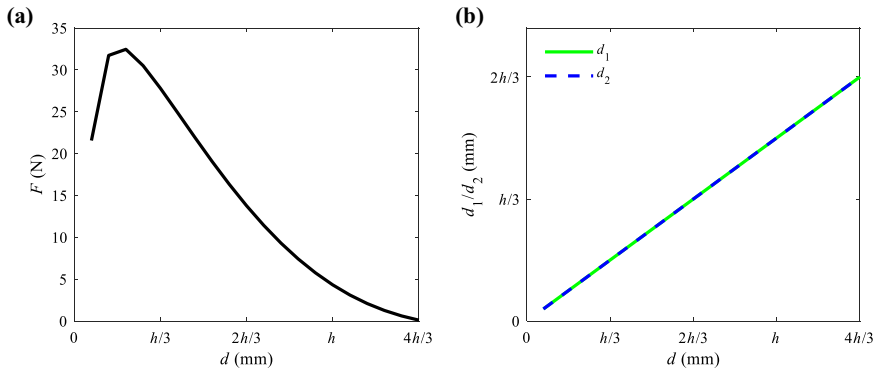 (a)
35
30
25
20
15
10
5
0
F (N)
0 h/3 2h/3 h 4h/3
d (mm)
(b)
d₁
d₂
2h/3
h/3
0
d₁/d₂ (mm)
0 h/3 2h/3 h 4h/3
d (mm)